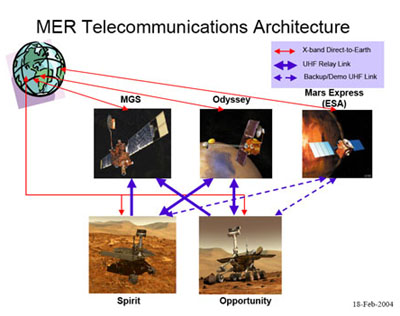 MER Telecommunications Architecture
X-band Direct-to-Earth
UHF Relay Link
Backup/Demo UHF Link
MGS
Odyssey
Mars Express
(ESA)
Spirit
Opportunity
18-Feb-2004